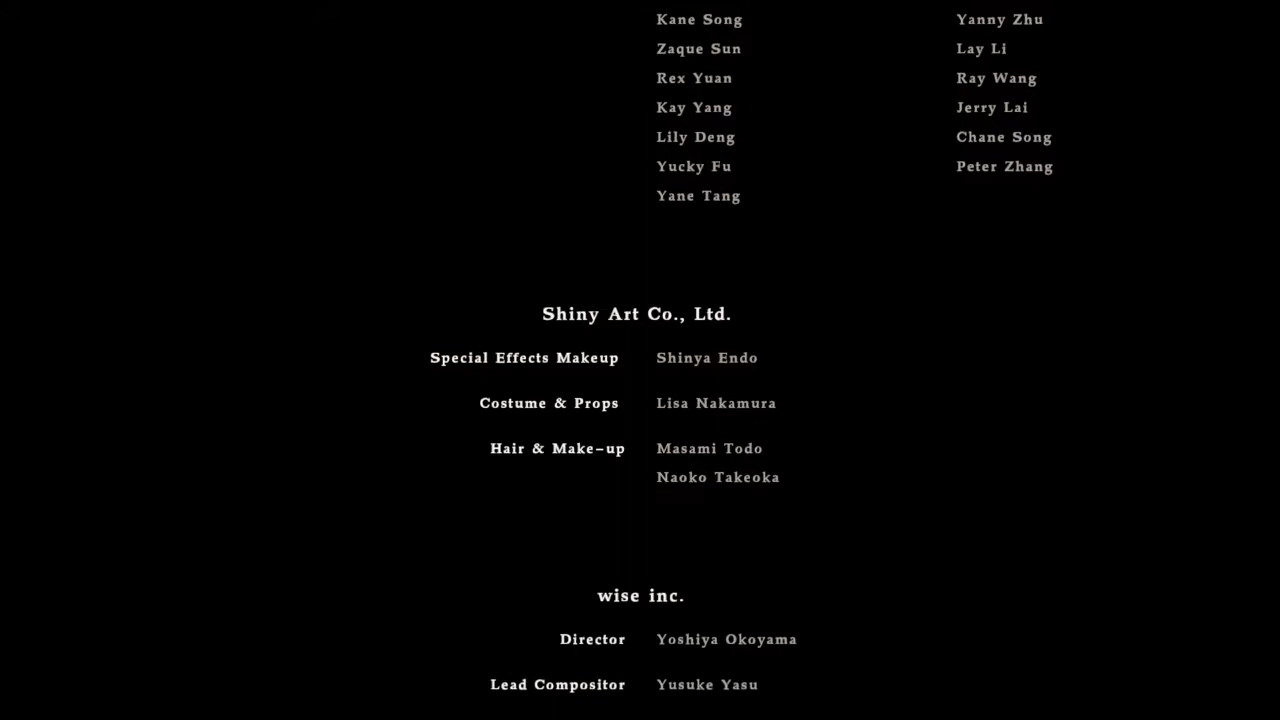 Kane Song Yanny Zhu
Zaque Sun Lay Li
Rex Yuan Ray Wang
Kay Yang Jerry Lai
Lily Deng Chane Song
Yucky Fu Peter Zhang
Yane Tang
Shiny Art Co., Ltd.
Special Effects Makeup Shinya Endo
Costume & Props Lisa Nakamura
Hair & Make-up Masami Todo
Naoko Takeoka
wise inc.
Director Yoshiya Okoyama
Lead Compositor Yusuke Yasu